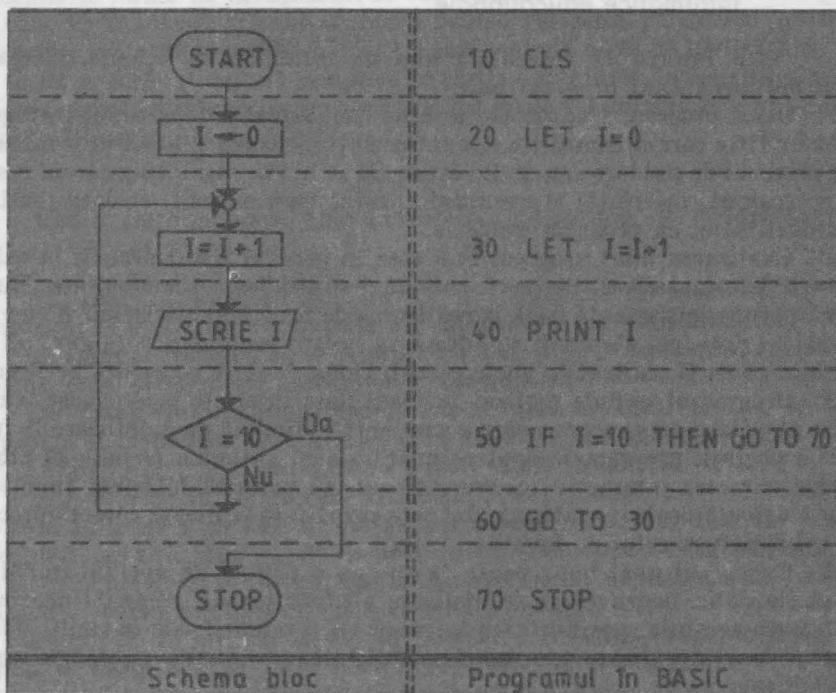 START 10 CLS
I ← 0 20 LET I=0
I=I+1 30 LET I=I+1
SCRIE I 40 PRINT I
I = 10 Da 50 IF I=10 THEN GO TO 70
Nu
60 GO TO 30
STOP 70 STOP
Schema bloc Programul în BASIC